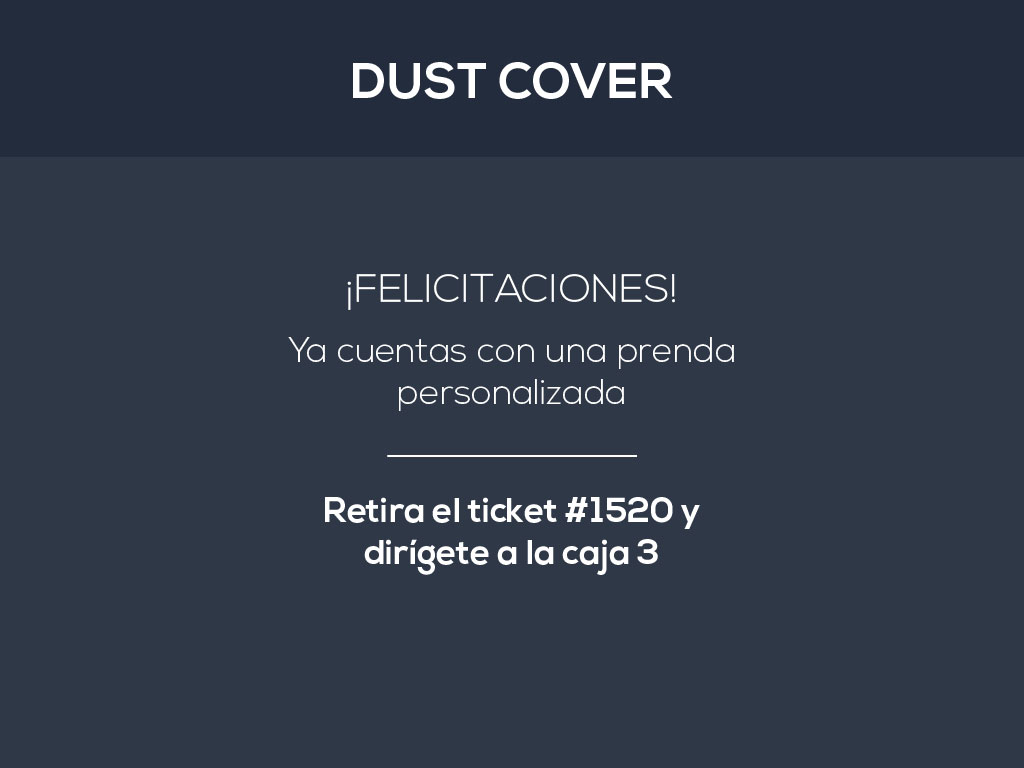 DUST COVER
¡FELICITACIONES!
Ya cuentas con una prenda
personalizada
Retira el ticket #1520 y
dirígete a la caja 3